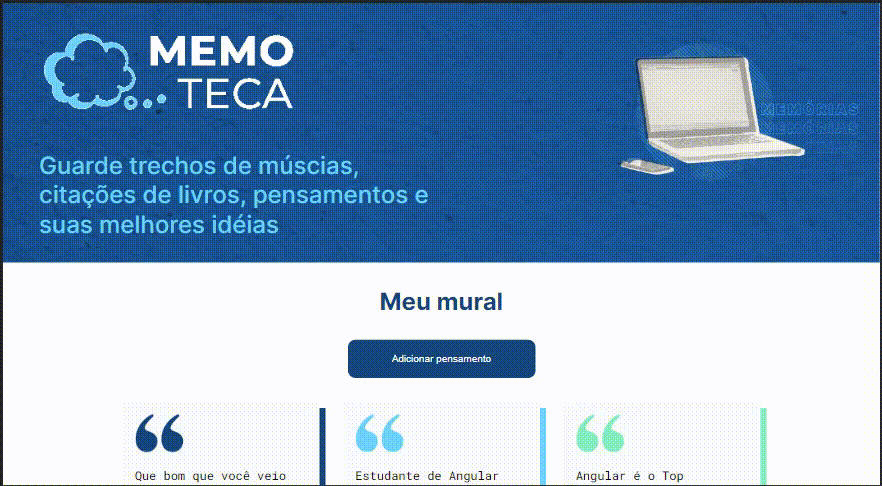 MEMO
TECA
MEMÓRIAS
MEMÓRIAS
Guarde trechos de múscias,
citações de livros, pensamentos e
suas melhores idéias
Meu mural
Adicionar pensamento
Que bom que você veio
Estudante de Angular
Angular é o Top